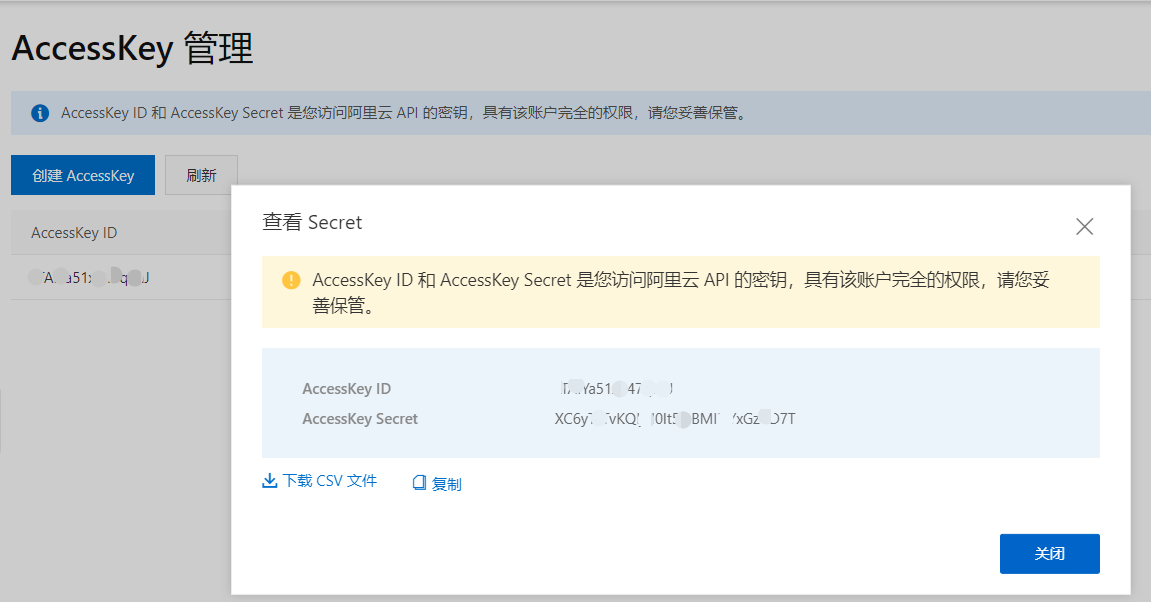 AccessKey 管理
AccessKey ID 和 AccessKey Secret 是您访问阿里云 API 的密钥，具有该账户完全的权限，请您妥善保管。
创建 AccessKey
刷新
AccessKey ID
查看 Secret
AccessKey ID 和 AccessKey Secret 是您访问阿里云 API 的密钥，具有该账户完全的权限，请您妥
善保管。
AccessKey ID
AccessKey Secret
下载 CSV 文件
复制
关闭